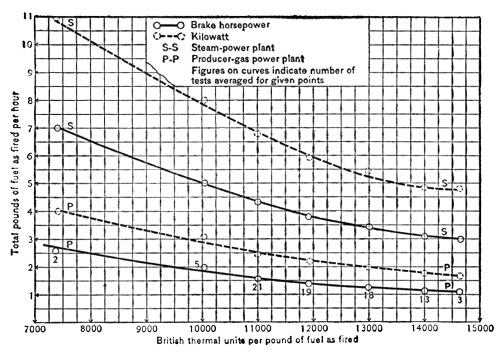 Brake horsepower
Kilowatt
S-S Steam-power plant
P-P Producer-gas power plant
Figures on curves indicate number of
tests averaged for given points
Total pounds of fuel as fired per hour
11
10
9
8
7
6
5
4
3
2
1
S
S
S
S
P
P
P
P
2
5
21
19
18
13
3
7000 8000 9000 10000 11000 12000 13000 14000 15000
British thermal units per pound of fuel as fired